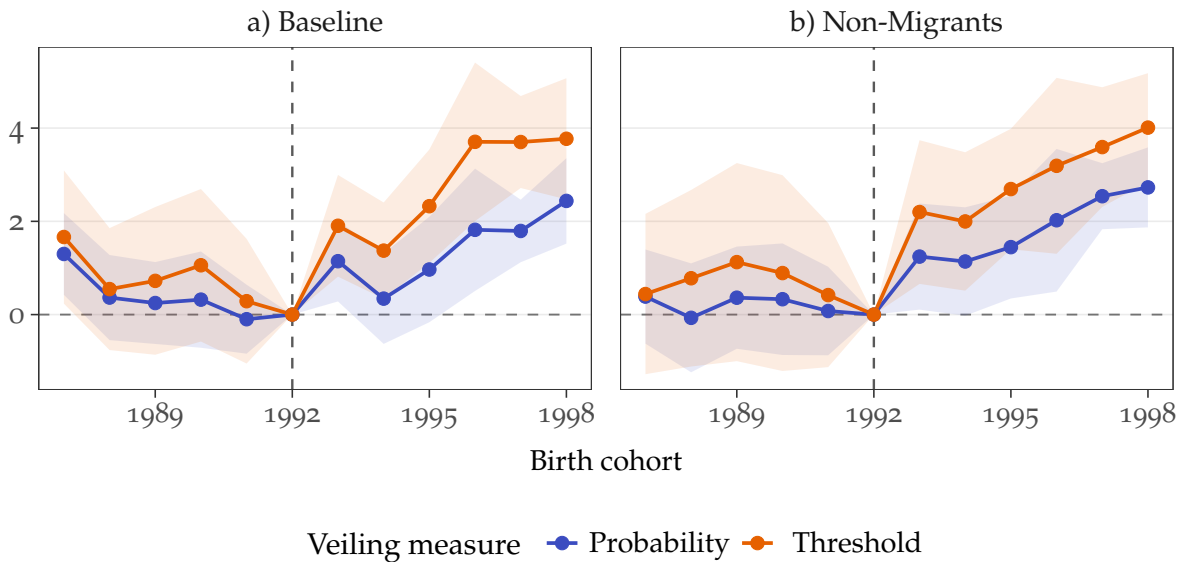 a) Baseline
b) Non-Migrants
4
2
0
1989 1992 1995 1998
1989 1992 1995 1998
Birth cohort
Veiling measure Probability Threshold